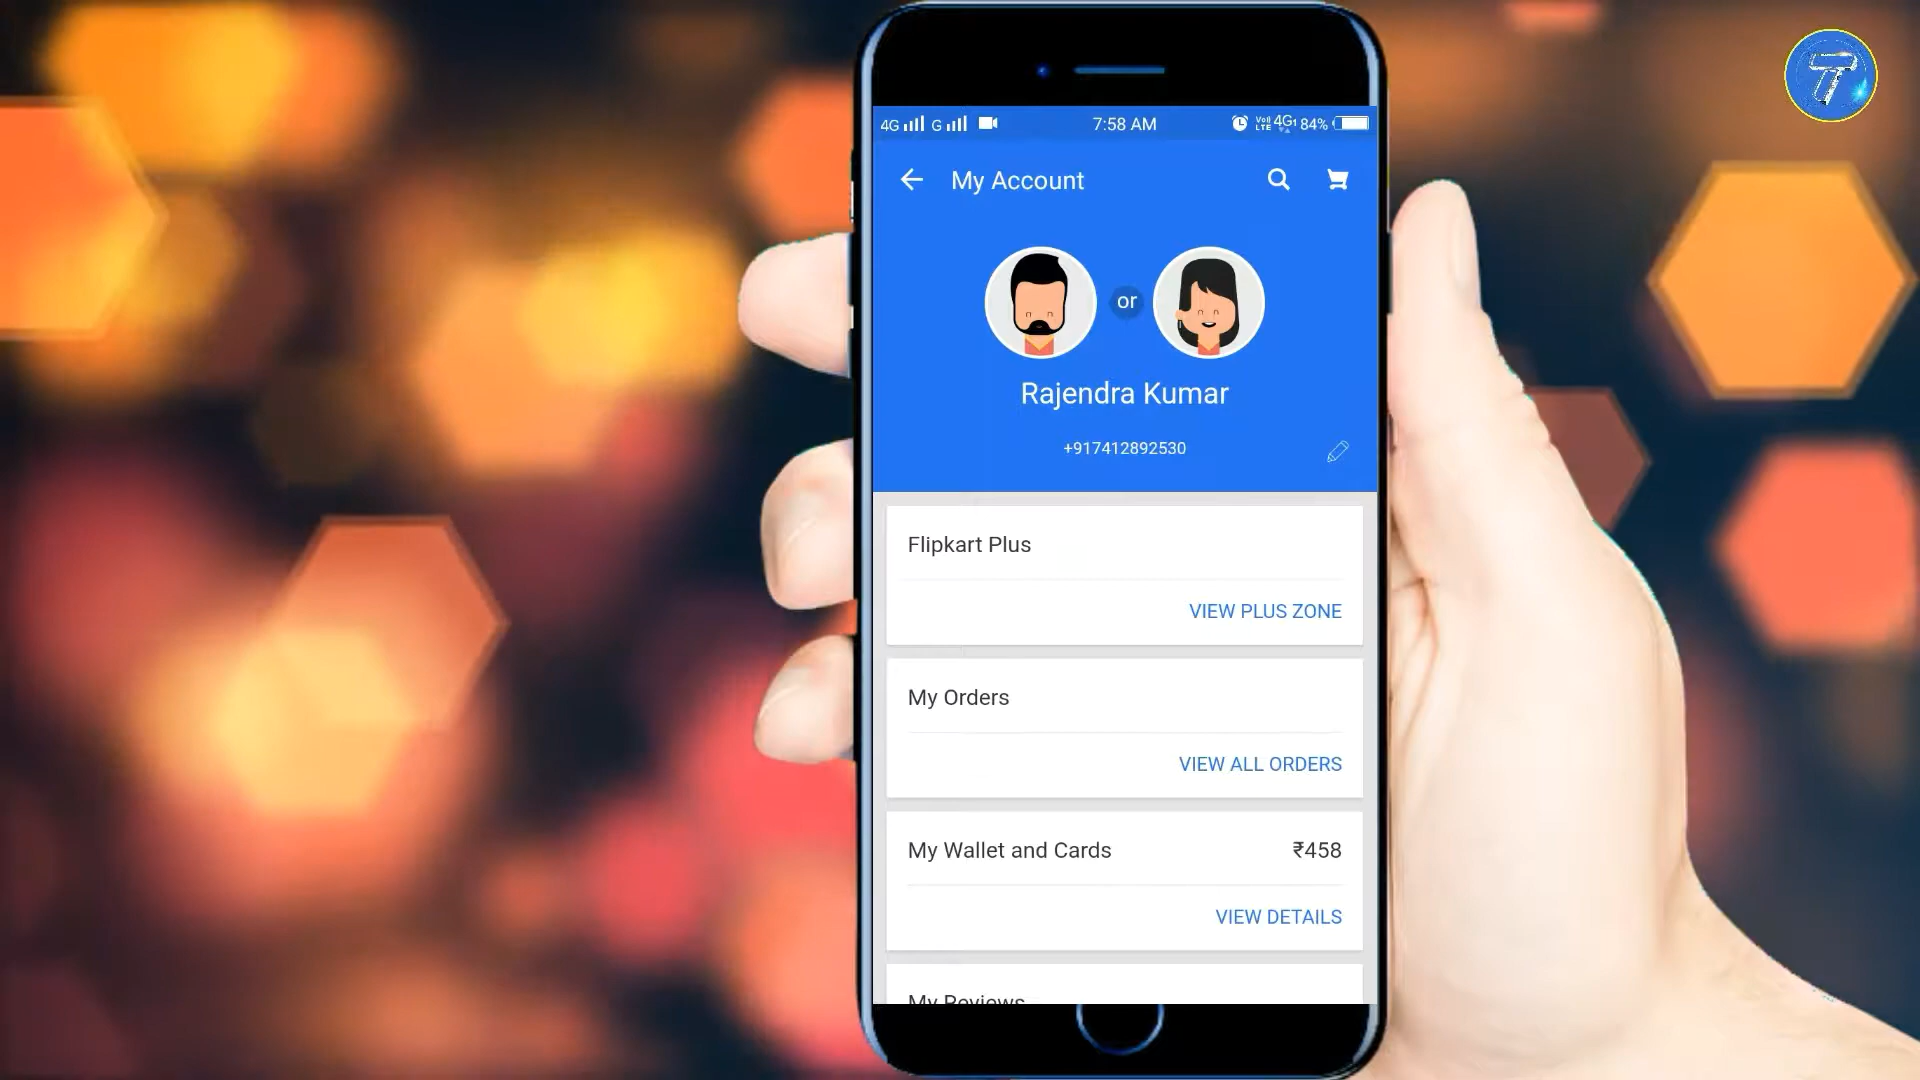 4G G 7:58 AM VoLTE 4G 84%
My Account
or
Rajendra Kumar
+917412892530
Flipkart Plus
VIEW PLUS ZONE
My Orders
VIEW ALL ORDERS
My Wallet and Cards ₹458
VIEW DETAILS
My Reviews